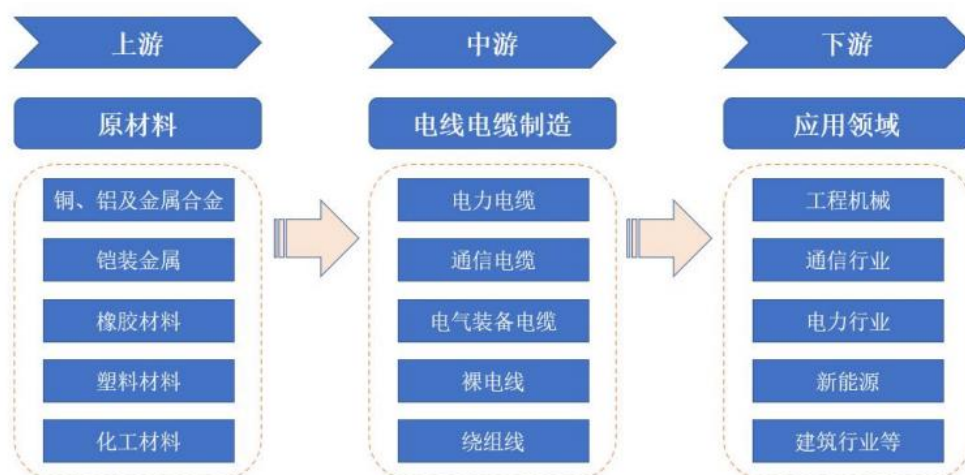 上游
中游
下游
原材料
电线电缆制造
应用领域
铜、铝及金属合金
电力电缆
工程机械
铠装金属
通信电缆
通信行业
橡胶材料
电气装备电缆
电力行业
塑料材料
裸电线
新能源
化工材料
绕组线
建筑行业等